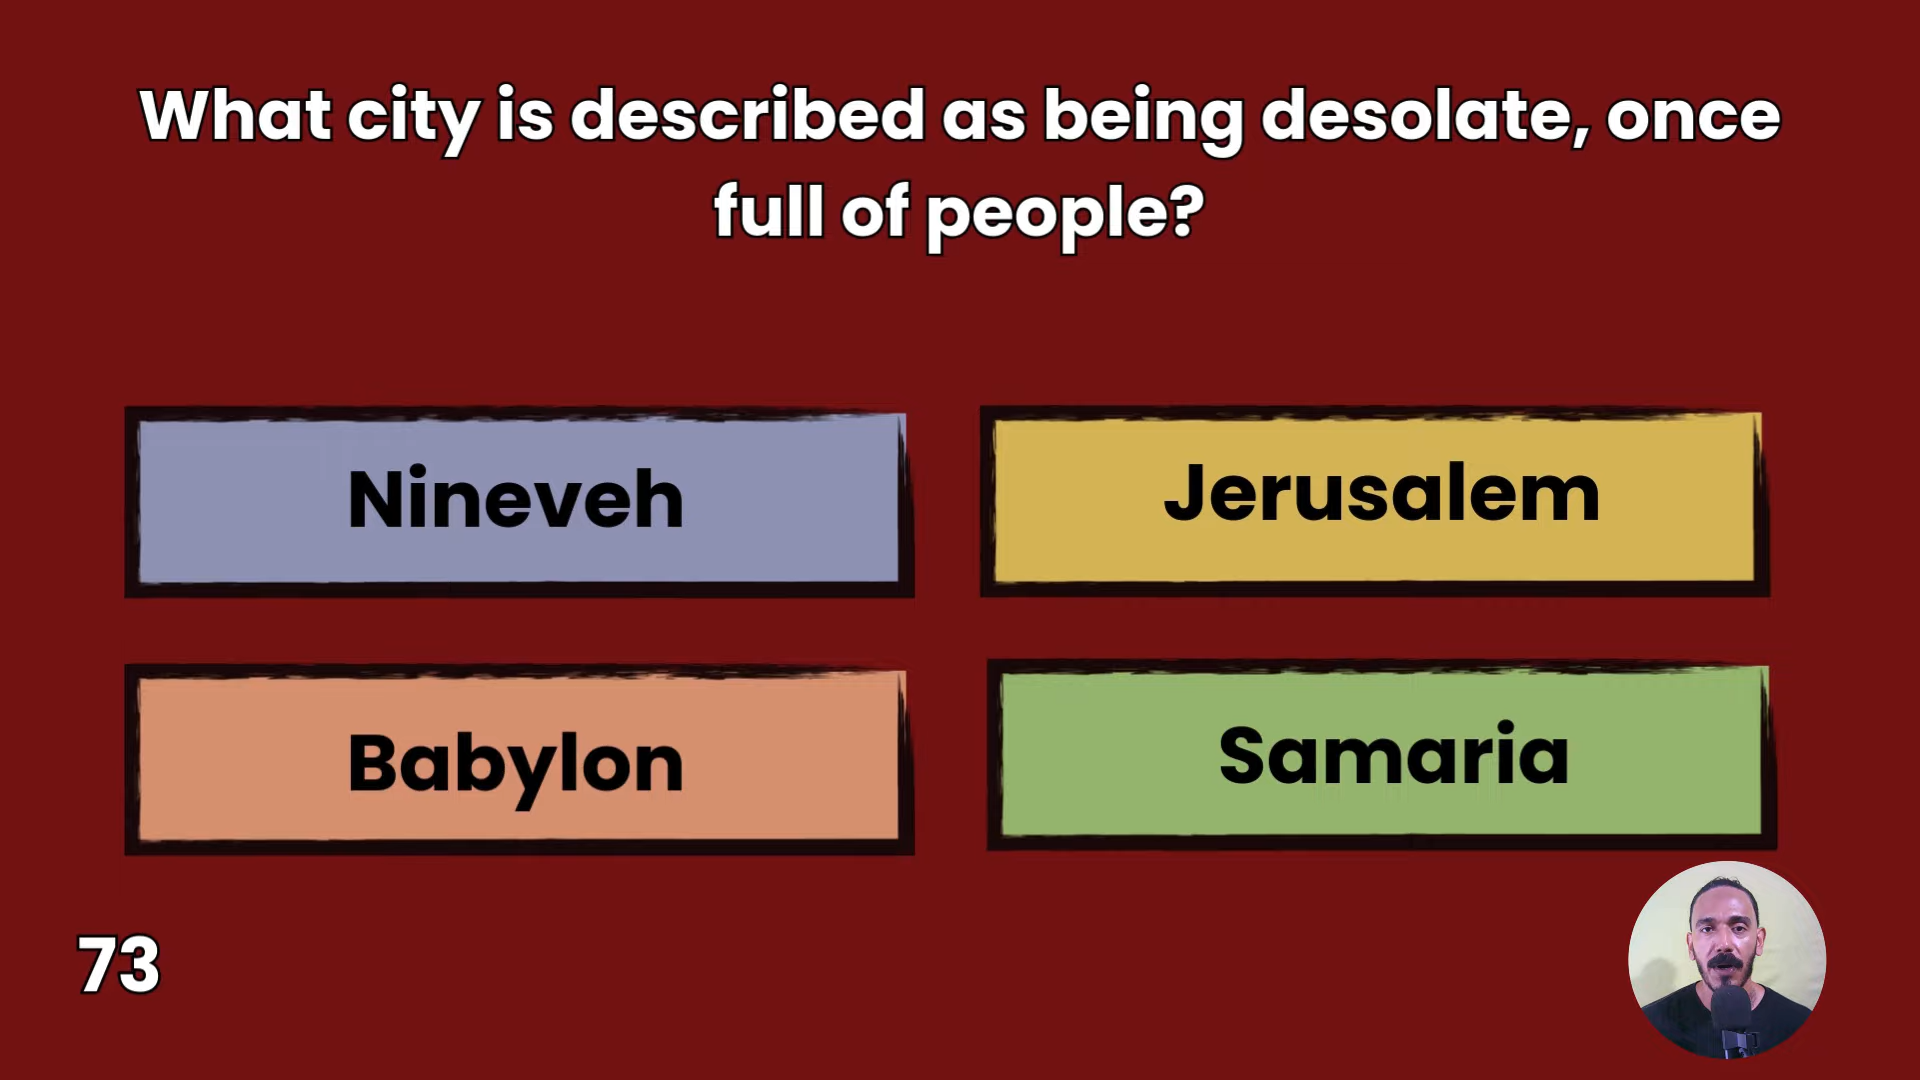 What city is described as being desolate, once
full of people?
Nineveh
Jerusalem
Babylon
Samaria
73